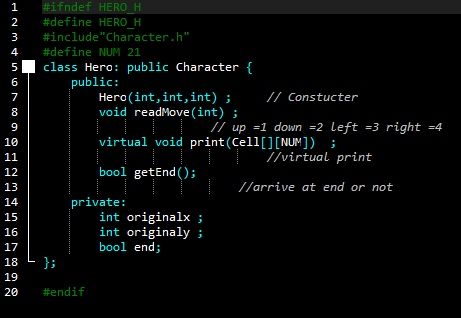 1 #ifndef HERO_H
2 #define HERO_H
3 #include"Character.h"
4 #define NUM 21
5 class Hero: public Character {
6 public:
7 Hero(int,int,int) ; // Constucter
8 void readMove(int) ;
9 // up =1 down =2 left =3 right =4
10 virtual void print(Cell[][NUM]) ;
11 //virtual print
12 bool getEnd();
13 //arrive at end or not
14 private:
15 int originalx ;
16 int originaly ;
17 bool end;
18 };
19
20 #endif